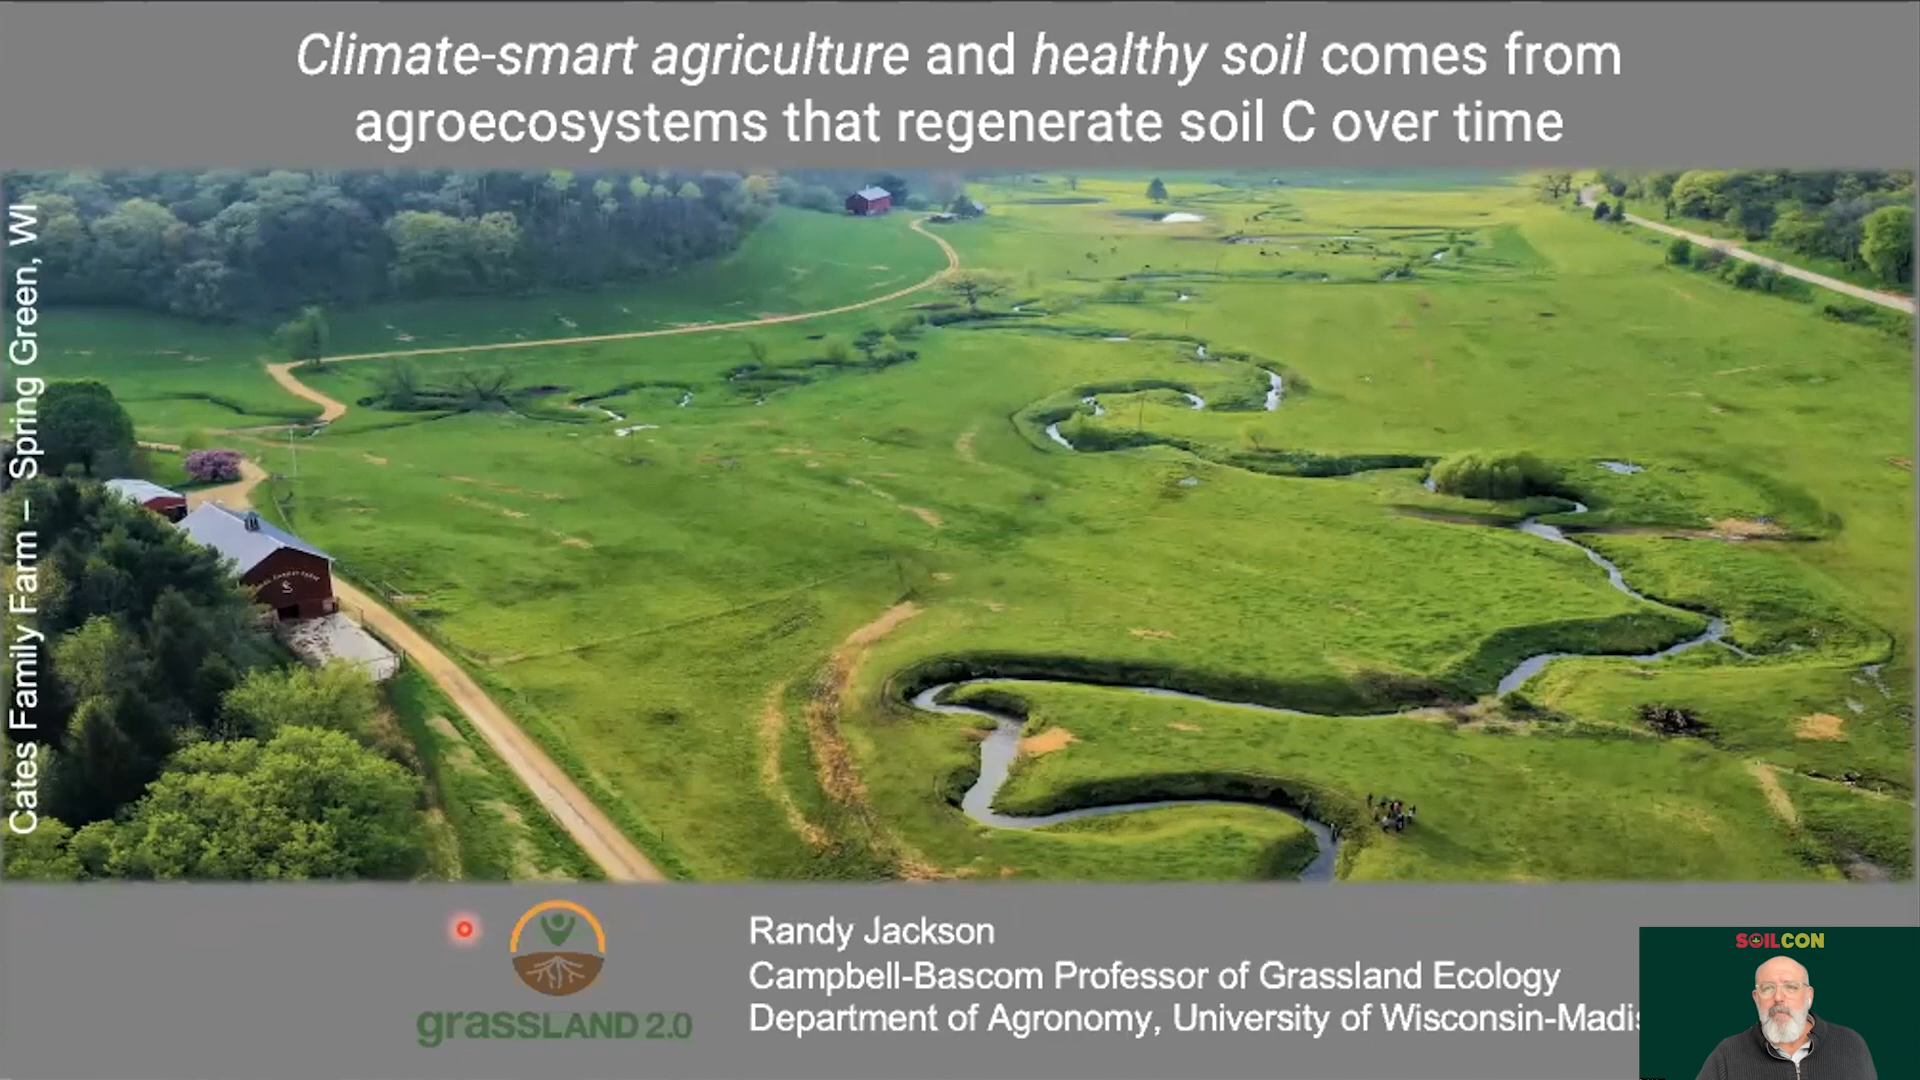 Climate-smart agriculture and healthy soil comes from
agroecosystems that regenerate soil C over time
Cates Family Farm – Spring Green, WI
grassLAND 2.0
Randy Jackson
Campbell-Bascom Professor of Grassland Ecology
Department of Agronomy, University of Wisconsin-Madis
SOILCON